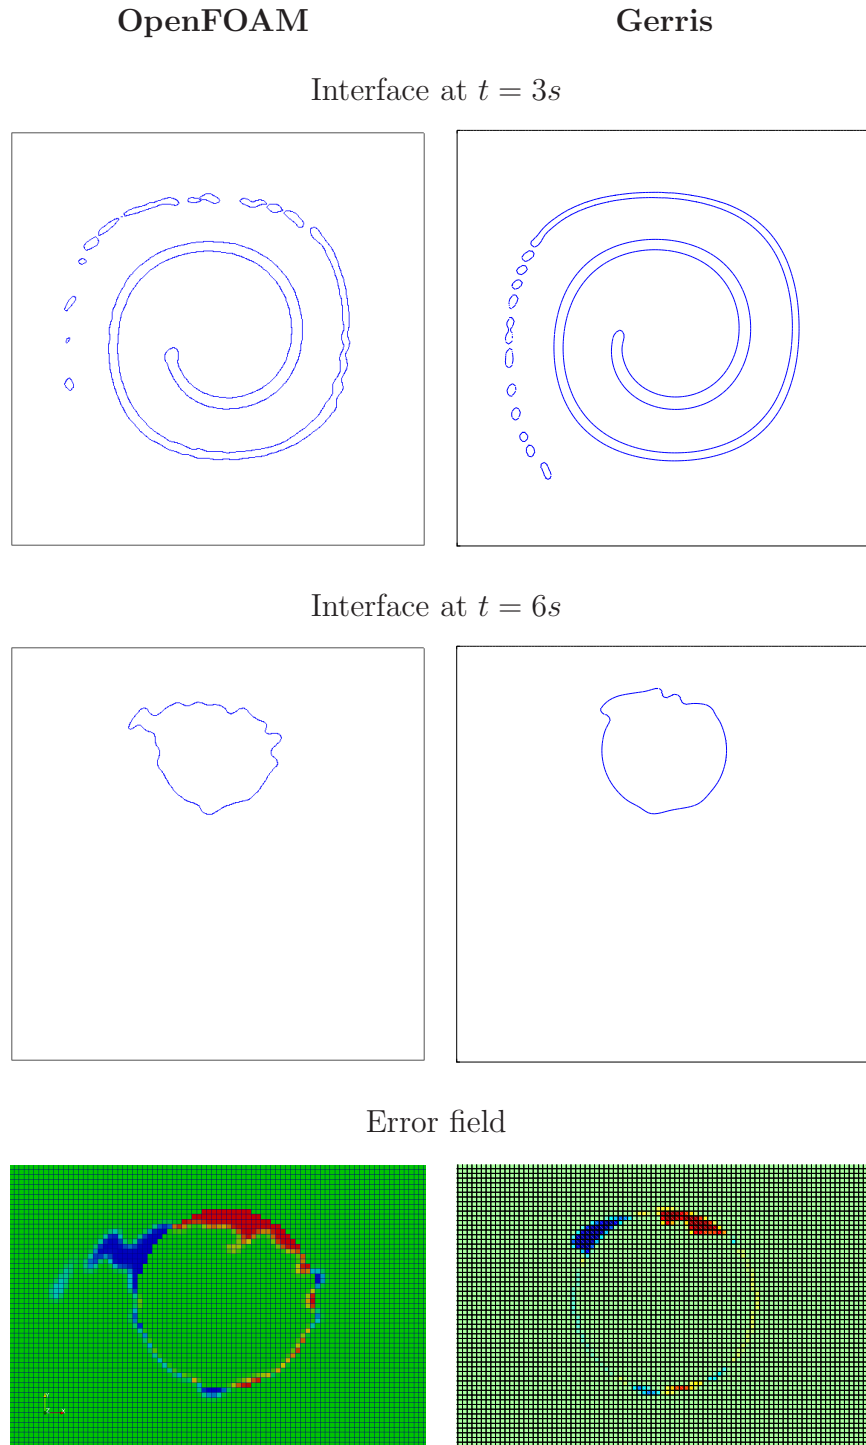 OpenFOAM Gerris
Interface at t = 3s
Interface at t = 6s
Error field